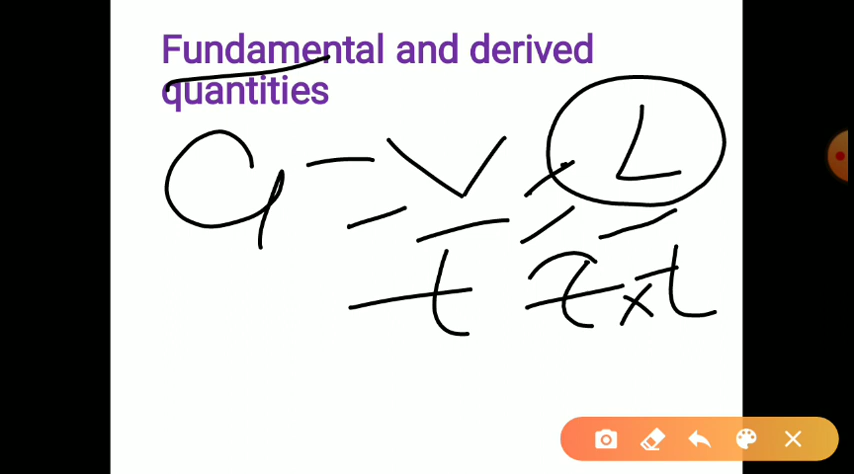 Fundamental and derived
quantities
a = V = L
t t x t